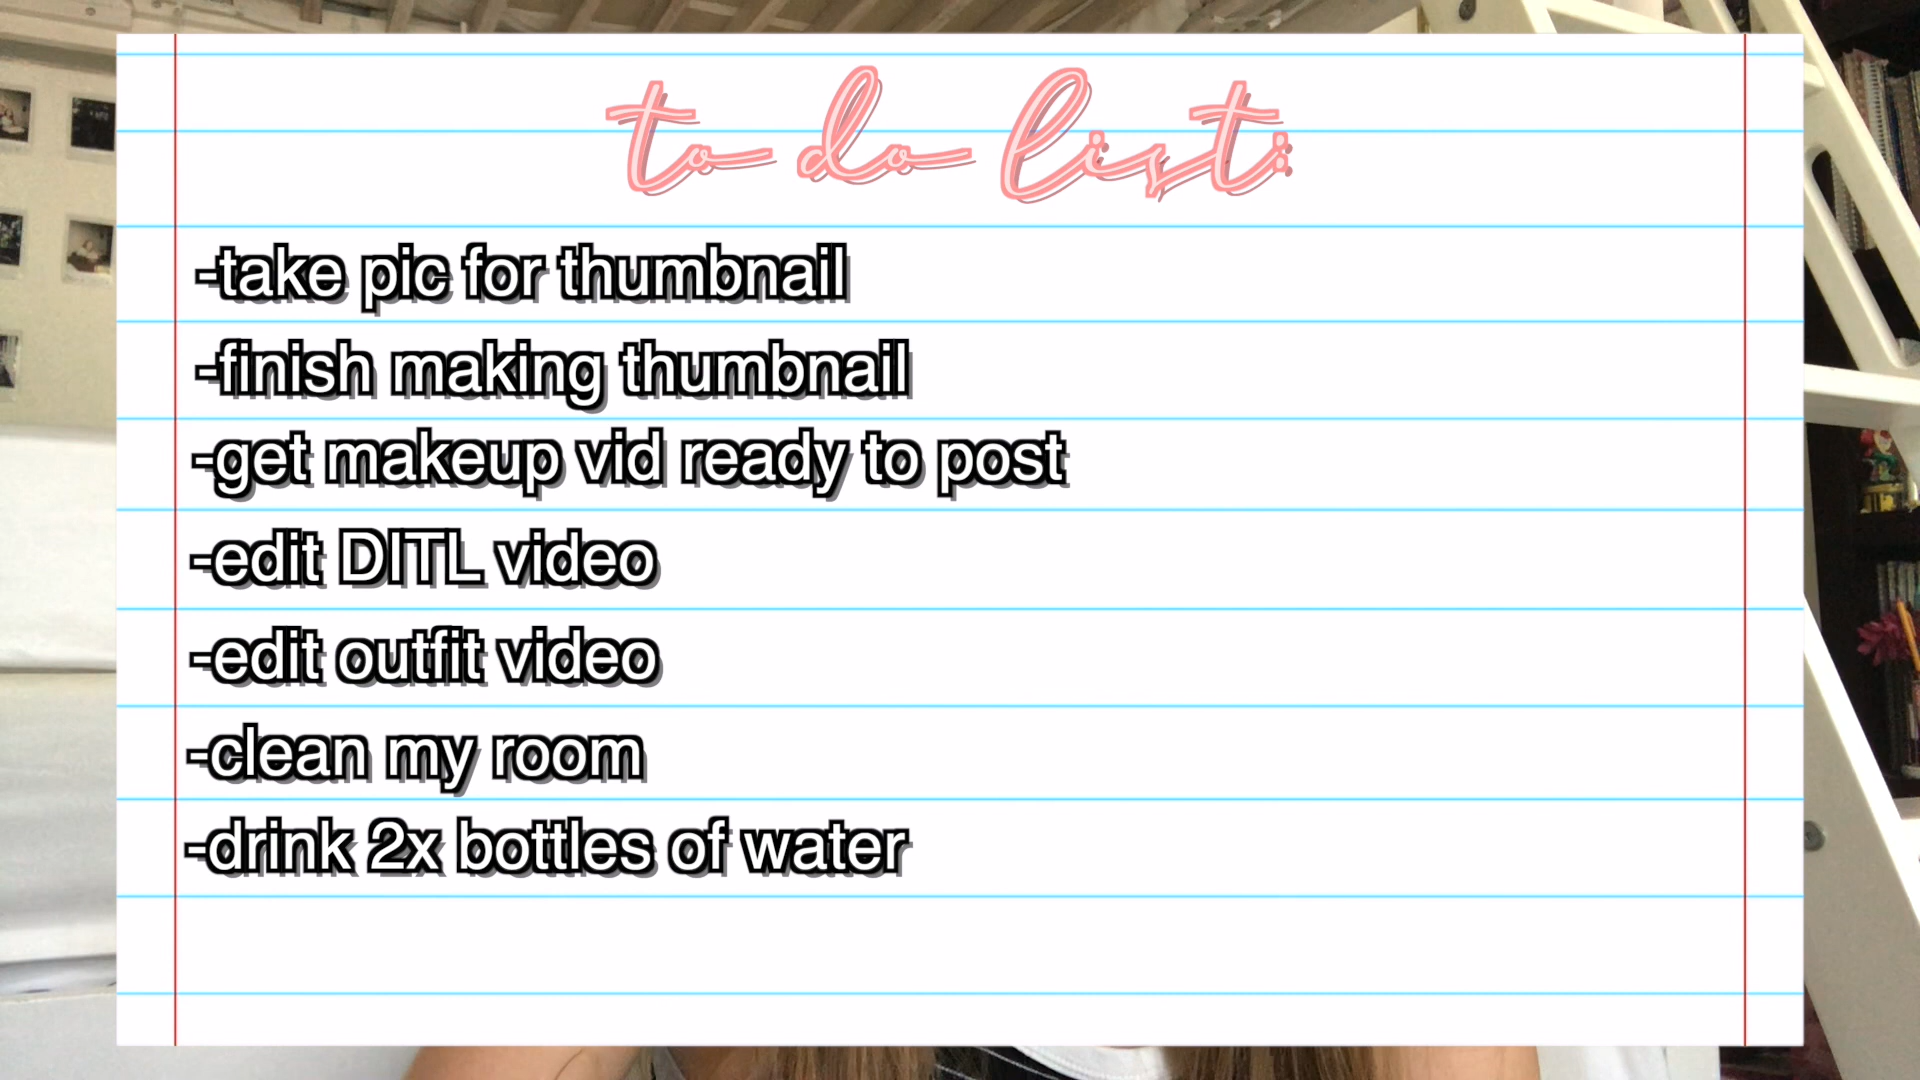 to do list:
-take pic for thumbnail
-finish making thumbnail
-get makeup vid ready to post
-edit DITL video
-edit outfit video
-clean my room
-drink 2x bottles of water